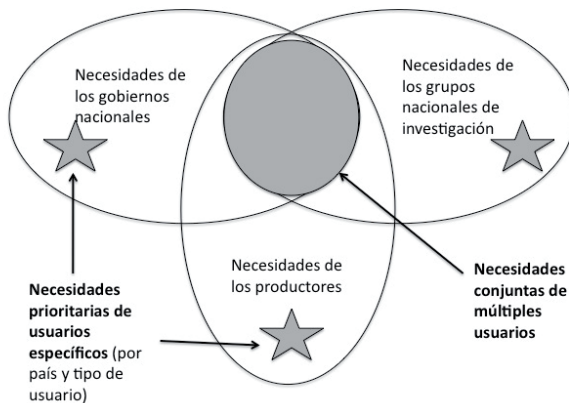 Necesidades de
los gobiernos
nacionales
Necesidades de
los grupos
nacionales de
investigación
Necesidades de
los productores
Necesidades
prioritarias de
usuarios
específicos (por
país y tipo de
usuario)
Necesidades
conjuntas de
múltiples
usuarios